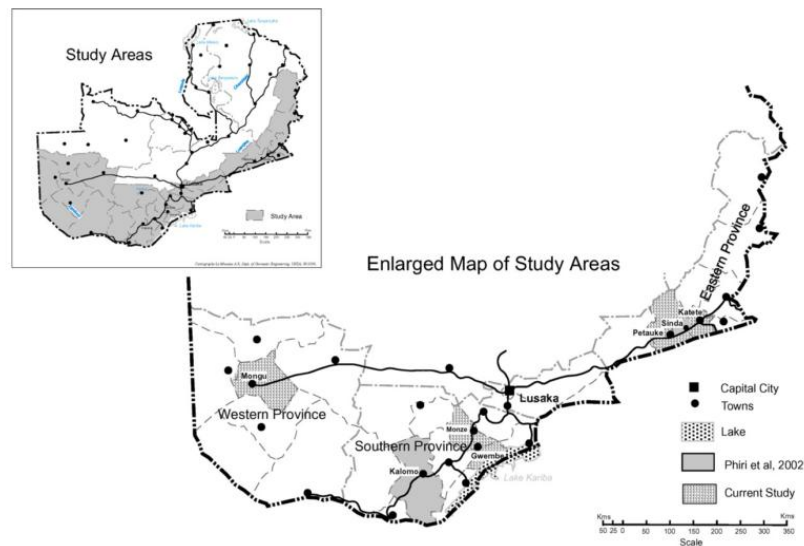 Study Areas
Study Area
Scale
Enlarged Map of Study Areas
Eastern Province
Katete
Sinda
Petauke
Mongu
Western Province
Lusaka
Monze
Southern Province
Gwembe
Kalomo
Lake Kariba
Capital City
Towns
Lake
Phiri et al, 2002
Current Study
Kms Kms
50 25 0 50 100 150 200 250 300 350
Scale